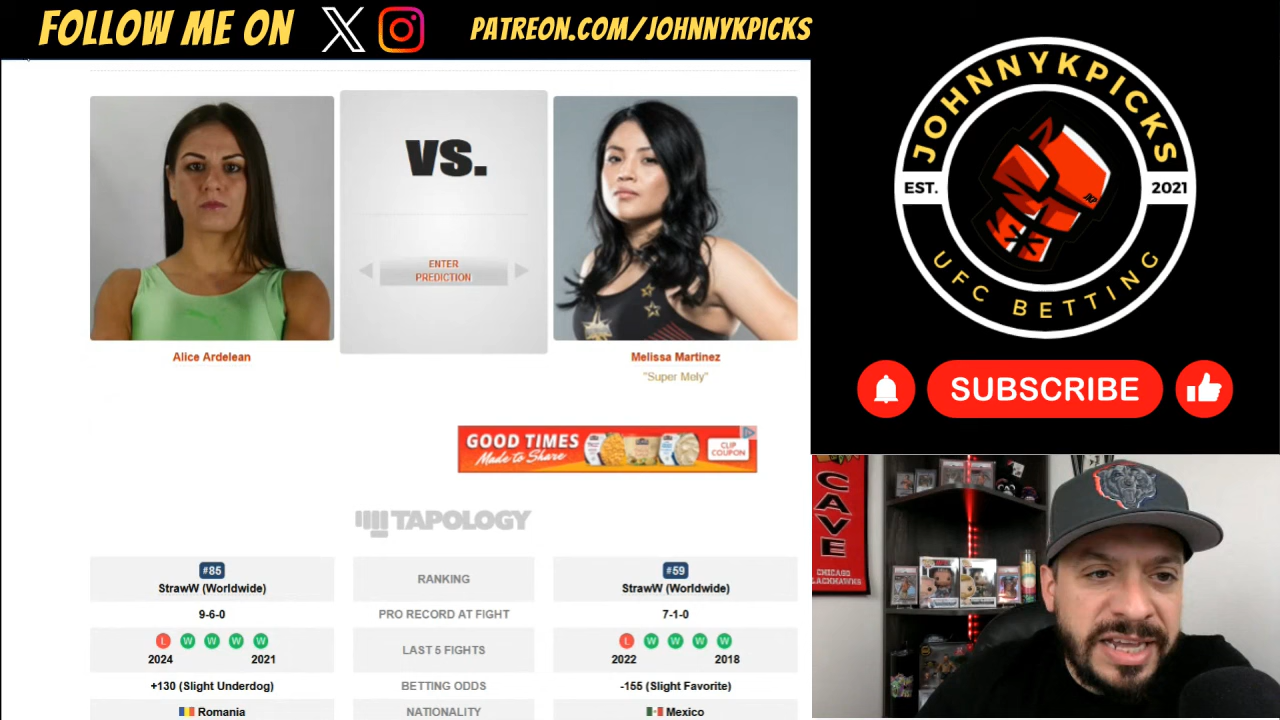 FOLLOW ME ON
PATREON.COM/JOHNNYKPICKS
VS.
ENTER
PREDICTION
Alice Ardelean
Melissa Martinez
"Super Mely"
GOOD TIMES
Made to Share
CLIP
COUPON
TAPOLOGY
#85
StrawW (Worldwide)
RANKING
#59
StrawW (Worldwide)
9-6-0
PRO RECORD AT FIGHT
7-1-0
L W W W W
2024 2021
LAST 5 FIGHTS
L W W W W
2022 2018
+130 (Slight Underdog)
BETTING ODDS
-155 (Slight Favorite)
Romania
NATIONALITY
Mexico
JOHNNYKPICKS
EST. 2021
JKP
UFC BETTING
SUBSCRIBE
CAVE
CHICAGO
BLACKHAWKS